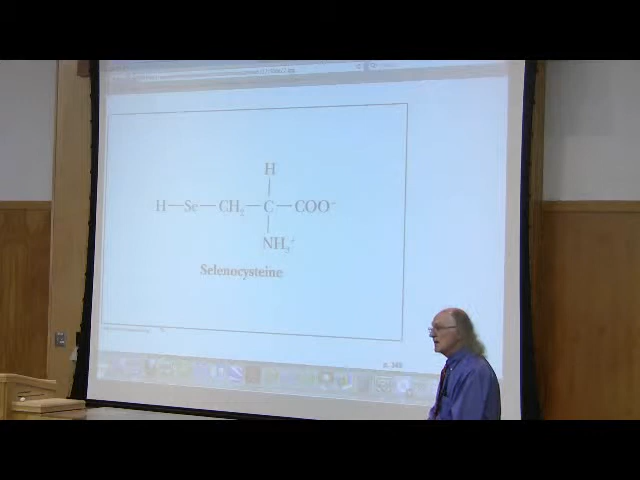 H
H—Se—CH₂—C—COO⁻
NH₃⁺
Selenocysteine